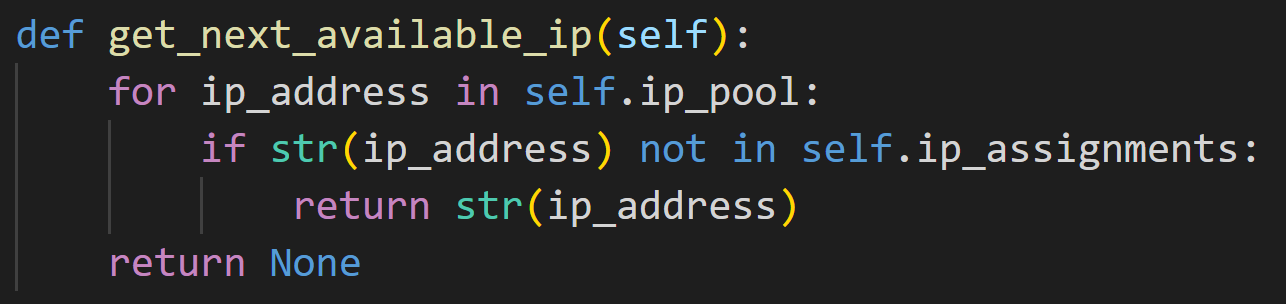 def get_next_available_ip(self):
    for ip_address in self.ip_pool:
        if str(ip_address) not in self.ip_assignments:
            return str(ip_address)
    return None